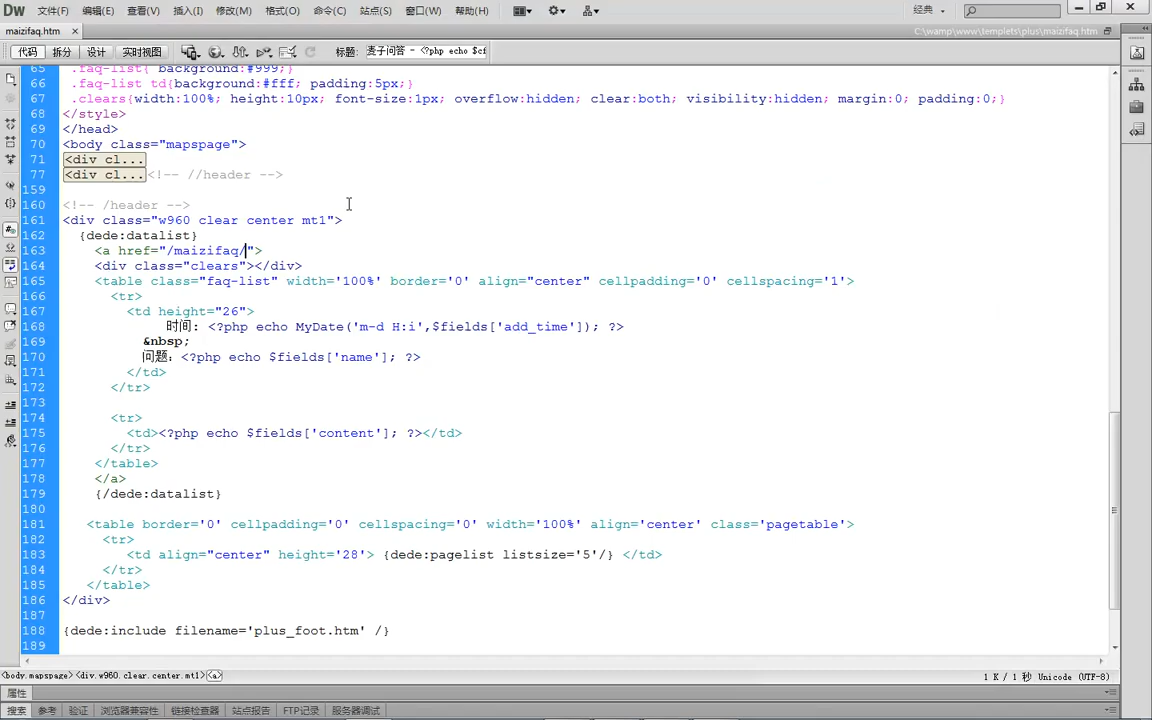 Dw 文件(F) 编辑(E) 查看(V) 插入(I) 修改(M) 格式(O) 命令(C) 站点(S) 窗口(W) 帮助(H) 经典
maizifaq.htm × C:\wamp\www\templets\plus\maizifaq.htm
代码 拆分 设计 实时视图 标题: 麦子问答 - <?php echo $cf
65 .faq-list{ background:#999;}
66 .faq-list td{background:#fff; padding:5px;}
67 .clears{width:100%; height:10px; font-size:1px; overflow:hidden; clear:both; visibility:hidden; margin:0; padding:0;}
68 </style>
69 </head>
70 <body class="mapspage">
71 <div cl...
77 <div cl...<!-- //header -->
159
160 <!-- /header -->
161 <div class="w960 clear center mt1">
162 {dede:datalist}
163 <a href="/maizifaq/">
164 <div class="clears"></div>
165 <table class="faq-list" width='100%' border='0' align="center" cellpadding='0' cellspacing='1'>
166 <tr>
167 <td height="26">
168 时间: <?php echo MyDate('m-d H:i',$fields['add_time']); ?>
169 &nbsp;
170 问题: <?php echo $fields['name']; ?>
171 </td>
172 </tr>
173
174 <tr>
175 <td><?php echo $fields['content']; ?></td>
176 </tr>
177 </table>
178 </a>
179 {/dede:datalist}
180
181 <table border='0' cellpadding='0' cellspacing='0' width='100%' align='center' class='pagetable'>
182 <tr>
183 <td align="center" height='28'> {dede:pagelist listsize='5'/} </td>
184 </tr>
185 </table>
186 </div>
187
188 {dede:include filename='plus_foot.htm' /}
189
<body.mapspage><div.w960.clear.center.mt1><a> 1 K / 1 秒 Unicode (UTF-8)
属性
搜索 参考 验证 浏览器兼容性 链接检查器 站点报告 FTP记录 服务器调试